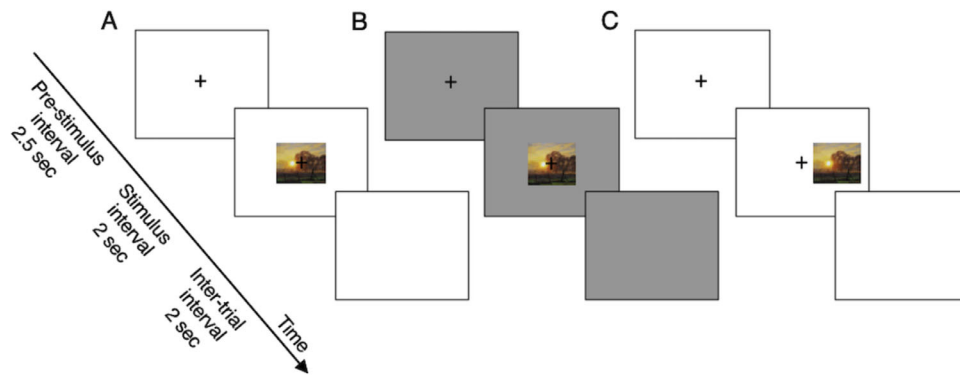 A
B
C
Pre-stimulus
interval
2.5 sec
Stimulus
interval
2 sec
Inter-trial
interval
2 sec
Time